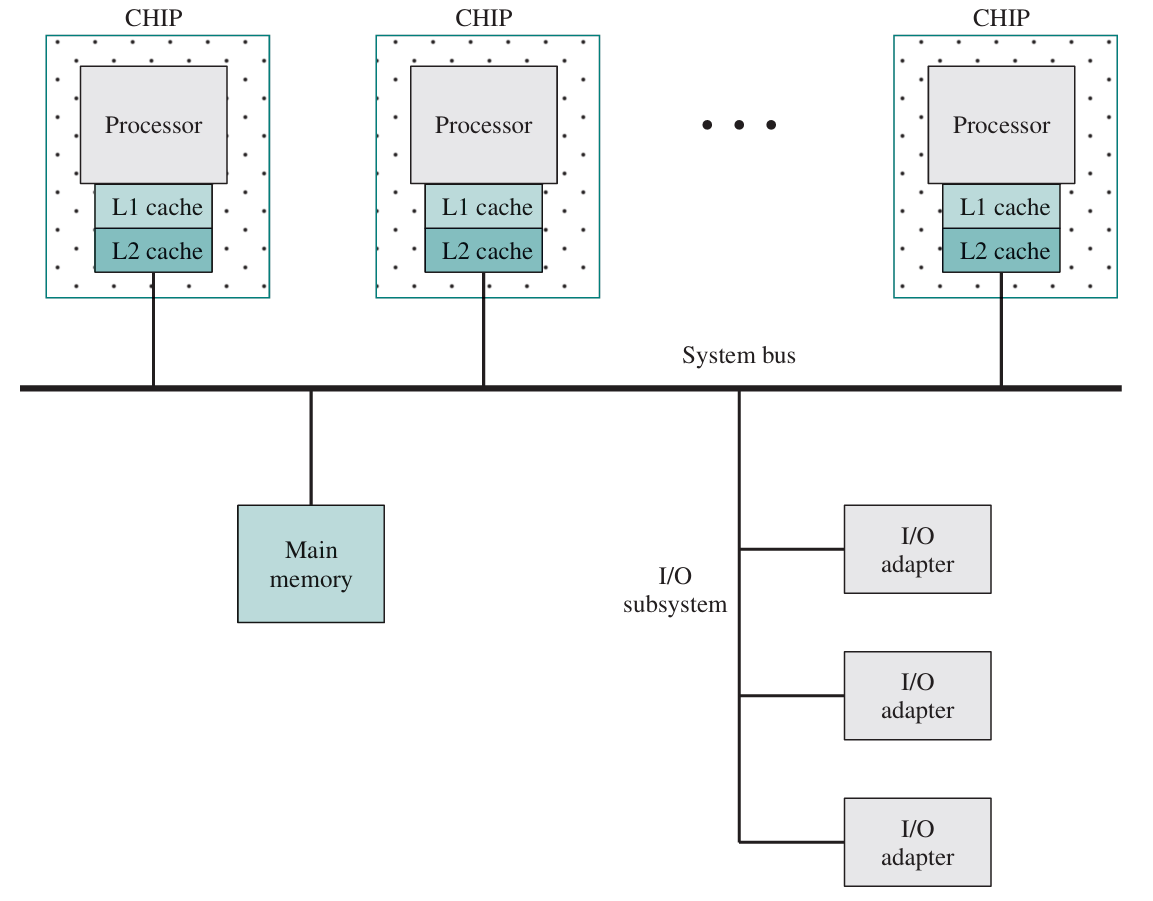 CHIP
CHIP
CHIP
Processor
Processor
Processor
L1 cache
L1 cache
L1 cache
L2 cache
L2 cache
L2 cache
System bus
Main
memory
I/O
subsystem
I/O
adapter
I/O
adapter
I/O
adapter